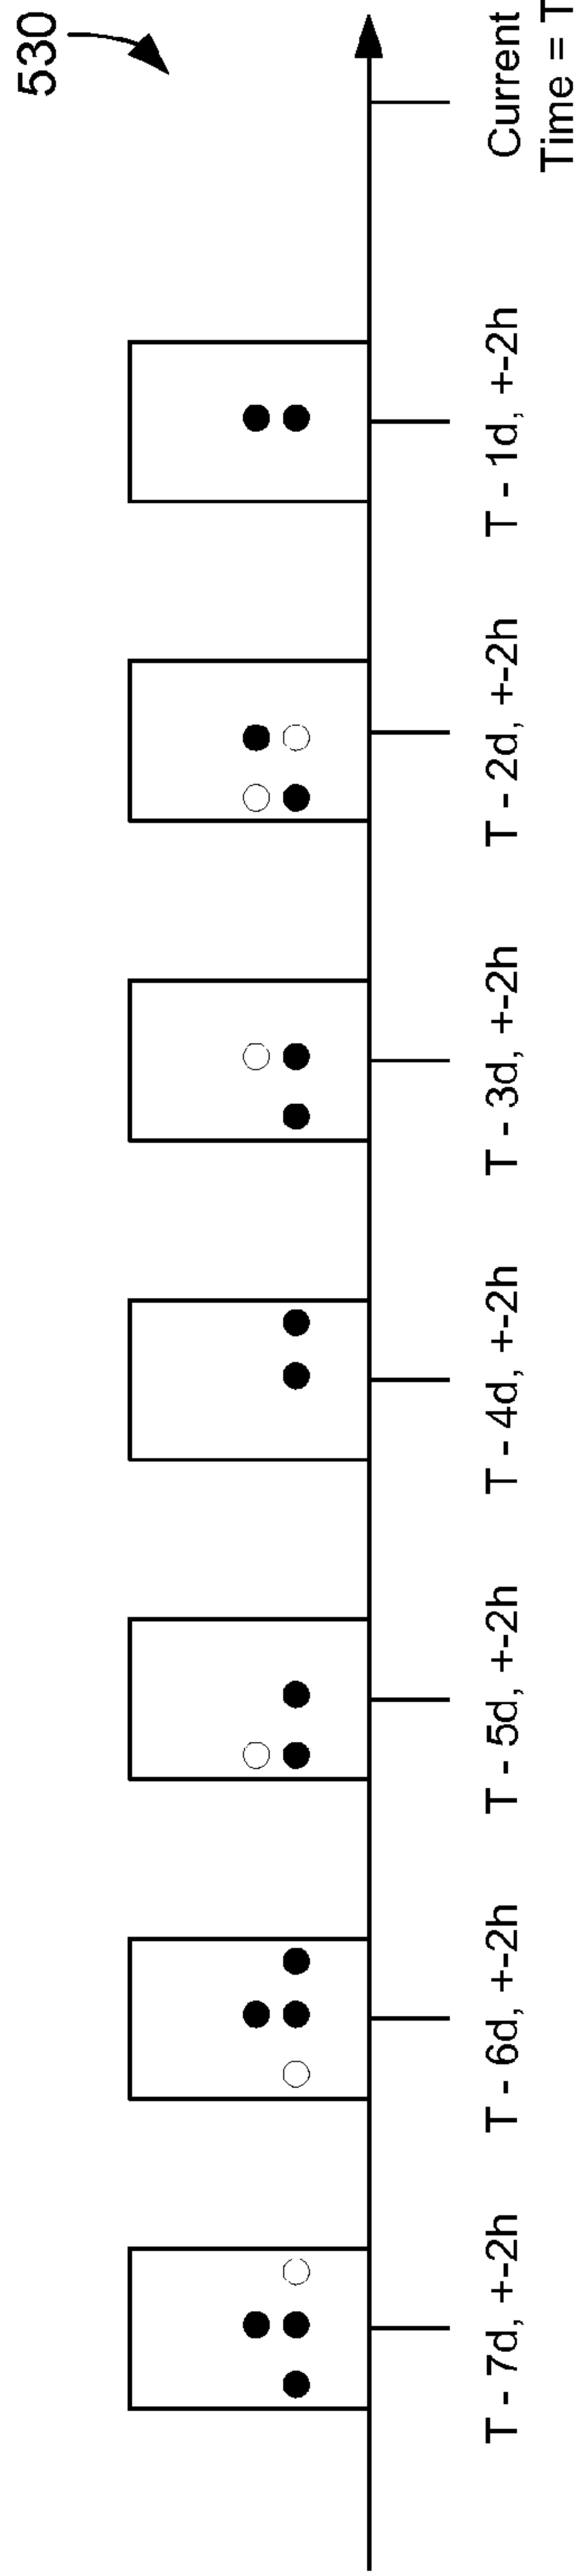 530
T - 7d, +-2h
T - 6d, +-2h
T - 5d, +-2h
T - 4d, +-2h
T - 3d, +-2h
T - 2d, +-2h
T - 1d, +-2h
Current
Time = T